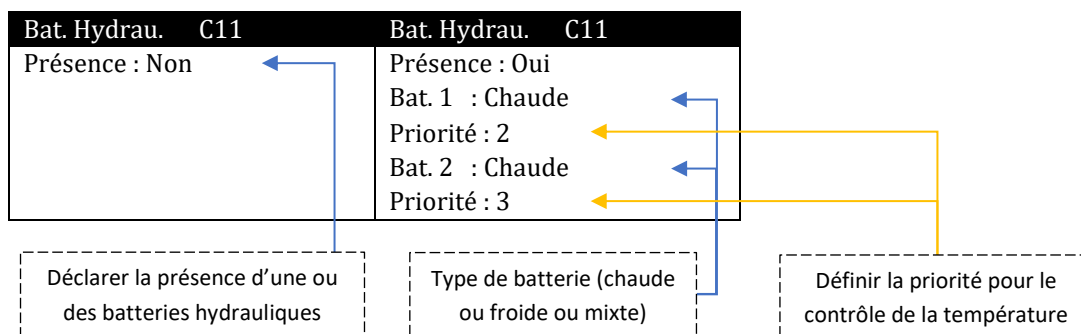 Bat. Hydrau. C11
Présence : Non
Bat. Hydrau. C11
Présence : Oui
Bat. 1 : Chaude
Priorité : 2
Bat. 2 : Chaude
Priorité : 3
Déclarer la présence d’une ou
des batteries hydrauliques
Type de batterie (chaude
ou froide ou mixte)
Définir la priorité pour le
contrôle de la température